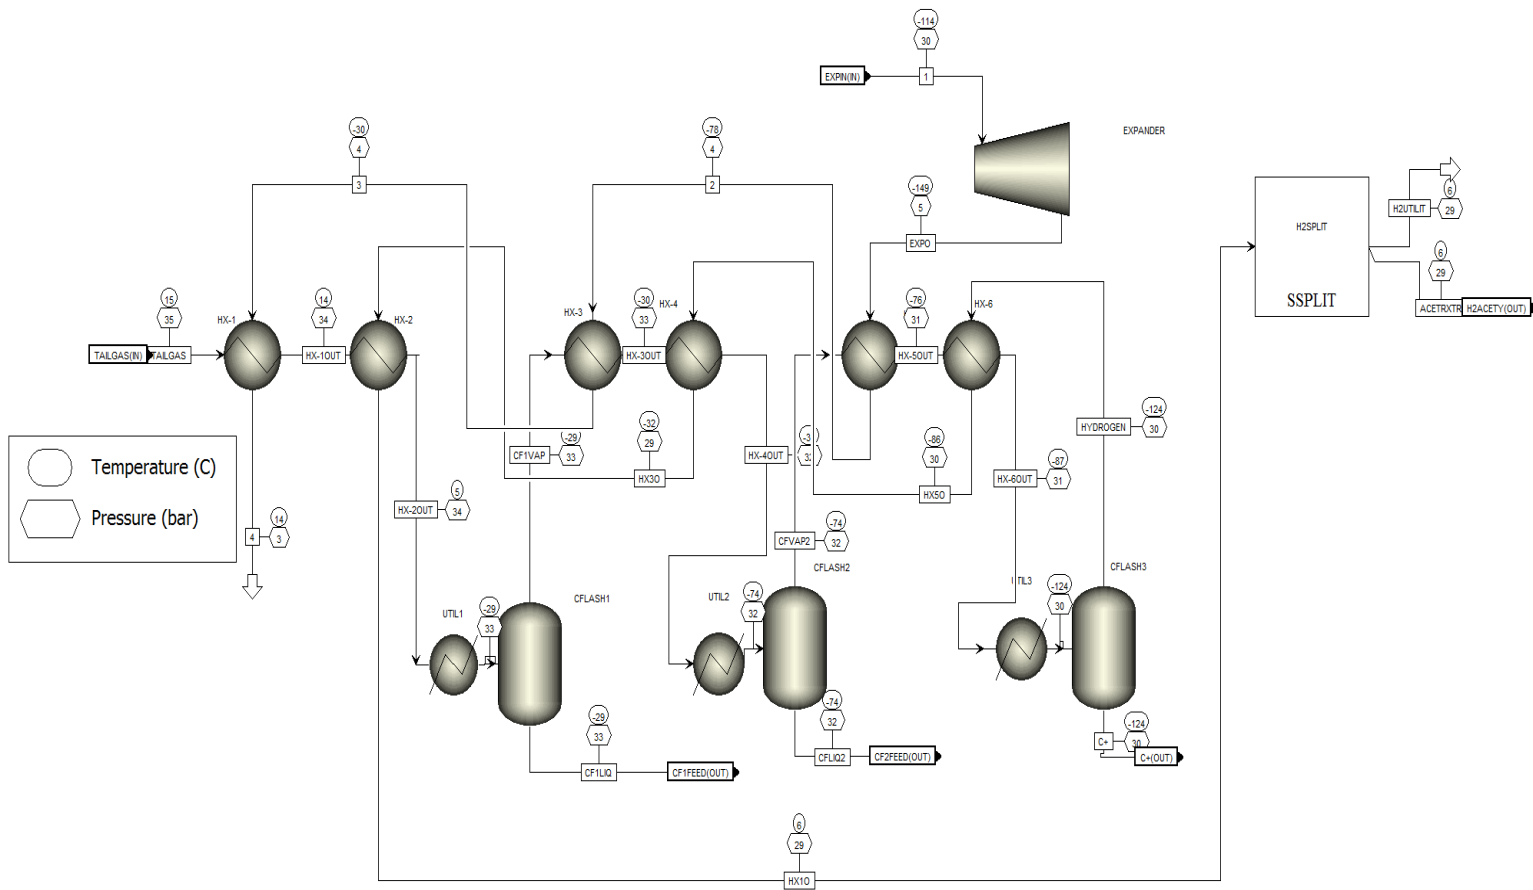 -114
30
EXPIN(IN)
1
EXPANDER
-30
4
3
-78
4
2
-149
5
EXPO
H2SPLIT
SSPLIT
H2UTILIT
6
29
6
29
ACETRXTR
H2ACETY(OUT)
15
35
HX-1
TAILGAS(IN)
TAILGAS
14
34
HX-1OUT
HX-2
HX-3
-30
33
HX-4
HX-3OUT
-76
31
HX-5OUT
HX-6
Temperature (C)
Pressure (bar)
4
14
3
HX-2OUT
5
34
CF1VAP
-29
33
-32
29
HX3O
HX-4OUT
-86
30
HX5O
HX-6OUT
-87
31
HYDROGEN
-124
30
CFVAP2
-74
32
UTIL1
-29
33
CFLASH1
UTIL2
-74
32
CFLASH2
-124
30
CFLASH3
-29
33
CF1LIQ
CF1FEED(OUT)
-74
32
CFLIQ2
CF2FEED(OUT)
C+
-124
30
C+(OUT)
6
29
HX1O